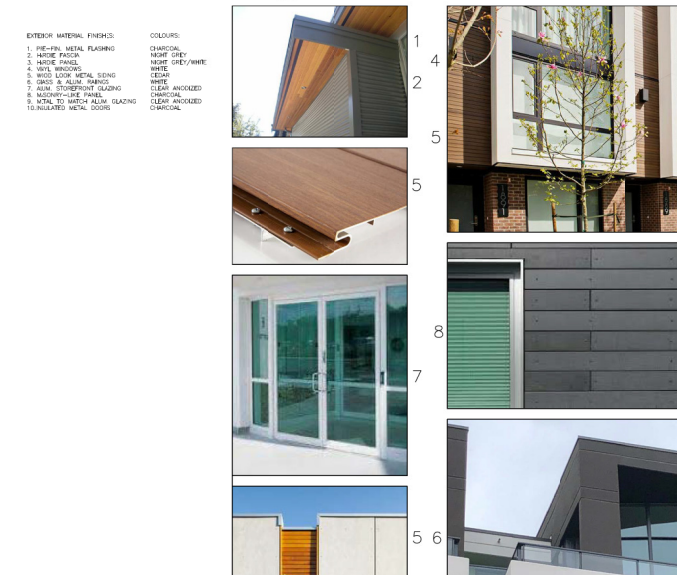 EXTERIOR MATERIAL FINISHES: COLOURS:
1. PRE-FIN. METAL FLASHING CHARCOAL
2. HARDIE FASCIA NIGHT GREY
3. HARDIE PANEL NIGHT GREY/WHITE
4. VINYL WINDOWS WHITE
5. WOOD LOOK METAL SIDING CEDAR
6. GLASS & ALUM. RAILINGS WHITE
7. ALUM. STOREFRONT GLAZING CLEAR ANODIZED
8. MASONRY-LIKE PANEL CHARCOAL
9. METAL TO MATCH ALUM. GLAZING CLEAR ANODIZED
10. INSULATED METAL DOORS CHARCOAL
1
4
2
5
5
8
7
5 6